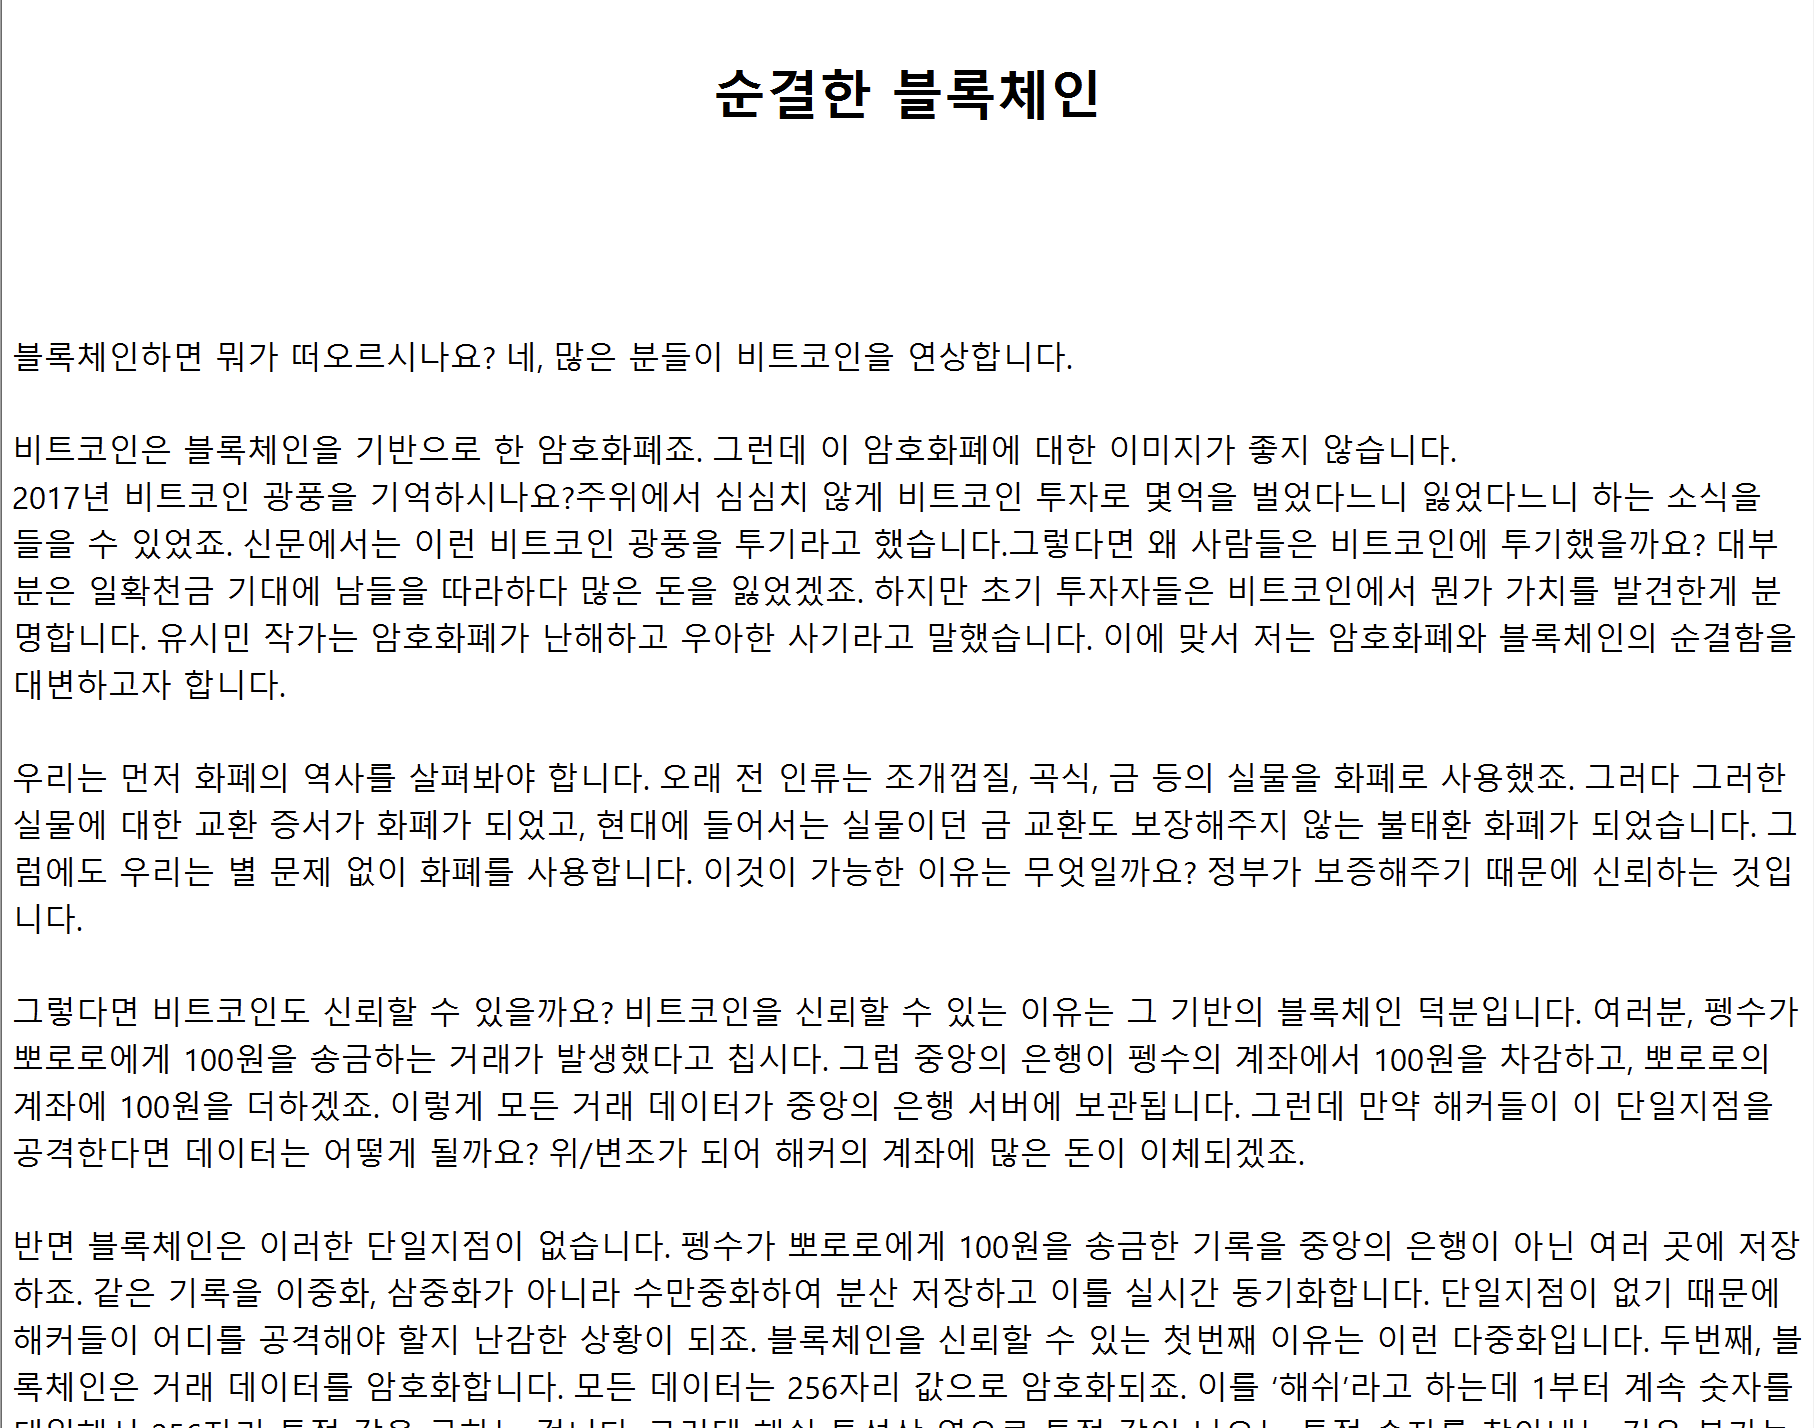 순결한 블록체인
블록체인하면 뭐가 떠오르시나요? 네, 많은 분들이 비트코인을 연상합니다.
비트코인은 블록체인을 기반으로 한 암호화폐죠. 그런데 이 암호화폐에 대한 이미지가 좋지 않습니다.
2017년 비트코인 광풍을 기억하시나요?주위에서 심심치 않게 비트코인 투자로 몇억을 벌었다느니 잃었다느니 하는 소식을
들을 수 있었죠. 신문에서는 이런 비트코인 광풍을 투기라고 했습니다.그렇다면 왜 사람들은 비트코인에 투기했을까요? 대부
분은 일확천금 기대에 남들을 따라하다 많은 돈을 잃었겠죠. 하지만 초기 투자자들은 비트코인에서 뭔가 가치를 발견한게 분
명합니다. 유시민 작가는 암호화폐가 난해하고 우아한 사기라고 말했습니다. 이에 맞서 저는 암호화폐와 블록체인의 순결함을
대변하고자 합니다.
우리는 먼저 화폐의 역사를 살펴봐야 합니다. 오래 전 인류는 조개껍질, 곡식, 금 등의 실물을 화폐로 사용했죠. 그러다 그러한
실물에 대한 교환 증서가 화폐가 되었고, 현대에 들어서는 실물이던 금 교환도 보장해주지 않는 불태환 화폐가 되었습니다. 그
럼에도 우리는 별 문제 없이 화폐를 사용합니다. 이것이 가능한 이유는 무엇일까요? 정부가 보증해주기 때문에 신뢰하는 것입
니다.
그렇다면 비트코인도 신뢰할 수 있을까요? 비트코인을 신뢰할 수 있는 이유는 그 기반의 블록체인 덕분입니다. 여러분, 펭수가
뽀로로에게 100원을 송금하는 거래가 발생했다고 칩시다. 그럼 중앙의 은행이 펭수의 계좌에서 100원을 차감하고, 뽀로로의
계좌에 100원을 더하겠죠. 이렇게 모든 거래 데이터가 중앙의 은행 서버에 보관됩니다. 그런데 만약 해커들이 이 단일지점을
공격한다면 데이터는 어떻게 될까요? 위/변조가 되어 해커의 계좌에 많은 돈이 이체되겠죠.
반면 블록체인은 이러한 단일지점이 없습니다. 펭수가 뽀로로에게 100원을 송금한 기록을 중앙의 은행이 아닌 여러 곳에 저장
하죠. 같은 기록을 이중화, 삼중화가 아니라 수만중화하여 분산 저장하고 이를 실시간 동기화합니다. 단일지점이 없기 때문에
해커들이 어디를 공격해야 할지 난감한 상황이 되죠. 블록체인을 신뢰할 수 있는 첫번째 이유는 이런 다중화입니다. 두번째, 블
록체인은 거래 데이터를 암호화합니다. 모든 데이터는 256자리 값으로 암호화되죠. 이를 ‘해쉬’라고 하는데 1부터 계속 숫자를